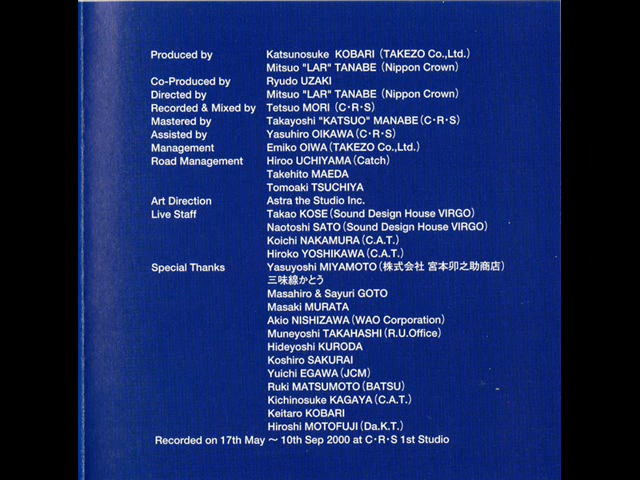 Produced by Katsunosuke KOBARI (TAKEZO Co.,Ltd.)
Mitsuo "LAR" TANABE (Nippon Crown)
Co-Produced by Ryudo UZAKI
Directed by Mitsuo "LAR" TANABE (Nippon Crown)
Recorded & Mixed by Tetsuo MORI (C・R・S)
Mastered by Takayoshi "KATSUO" MANABE (C・R・S)
Assisted by Yasuhiro OIKAWA (C・R・S)
Management Emiko OIWA (TAKEZO Co.,Ltd.)
Road Management Hiroo UCHIYAMA (Catch)
Takehito MAEDA
Tomoaki TSUCHIYA
Art Direction Astra the Studio Inc.
Live Staff Takao KOSE (Sound Design House VIRGO)
Naotoshi SATO (Sound Design House VIRGO)
Koichi NAKAMURA (C.A.T.)
Hiroko YOSHIKAWA (C.A.T.)
Special Thanks Yasuyoshi MIYAMOTO (株式会社 宮本卯之助商店)
三味線かとう
Masahiro & Sayuri GOTO
Masaki MURATA
Akio NISHIZAWA (WAO Corporation)
Muneyoshi TAKAHASHI (R.U.Office)
Hideyoshi KURODA
Koshiro SAKURAI
Yuichi EGAWA (JCM)
Ruki MATSUMOTO (BATSU)
Kichinosuke KAGAYA (C.A.T.)
Keitaro KOBARI
Hiroshi MOTOFUJI (Da.K.T.)
Recorded on 17th May ～ 10th Sep 2000 at C・R・S 1st Studio